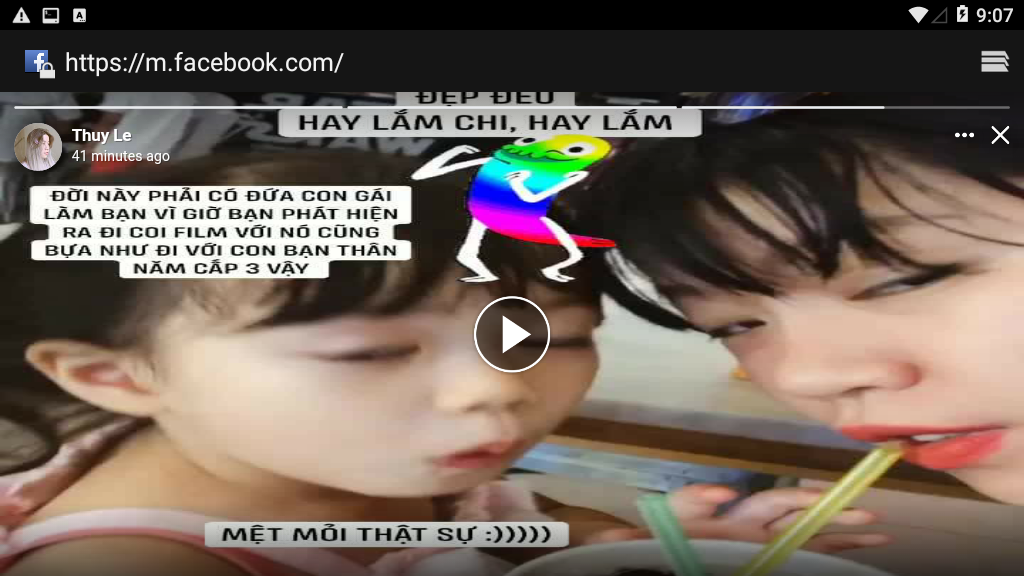 9:07
https://m.facebook.com/
ĐẸP ĐẼU
HAY LẮM CHI, HAY LẮM
Thuy Le
41 minutes ago
ĐỜI NÀY PHẢI CÓ ĐỨA CON GÁI
LÀM BẠN VÌ GIỜ BẠN PHÁT HIỆN
RA ĐI COI FILM VỚI NÓ CŨNG
BỰA NHƯ ĐI VỚI CON BẠN THÂN
NĂM CẤP 3 VẬY
MỆT MỎI THẬT SỰ :)))))